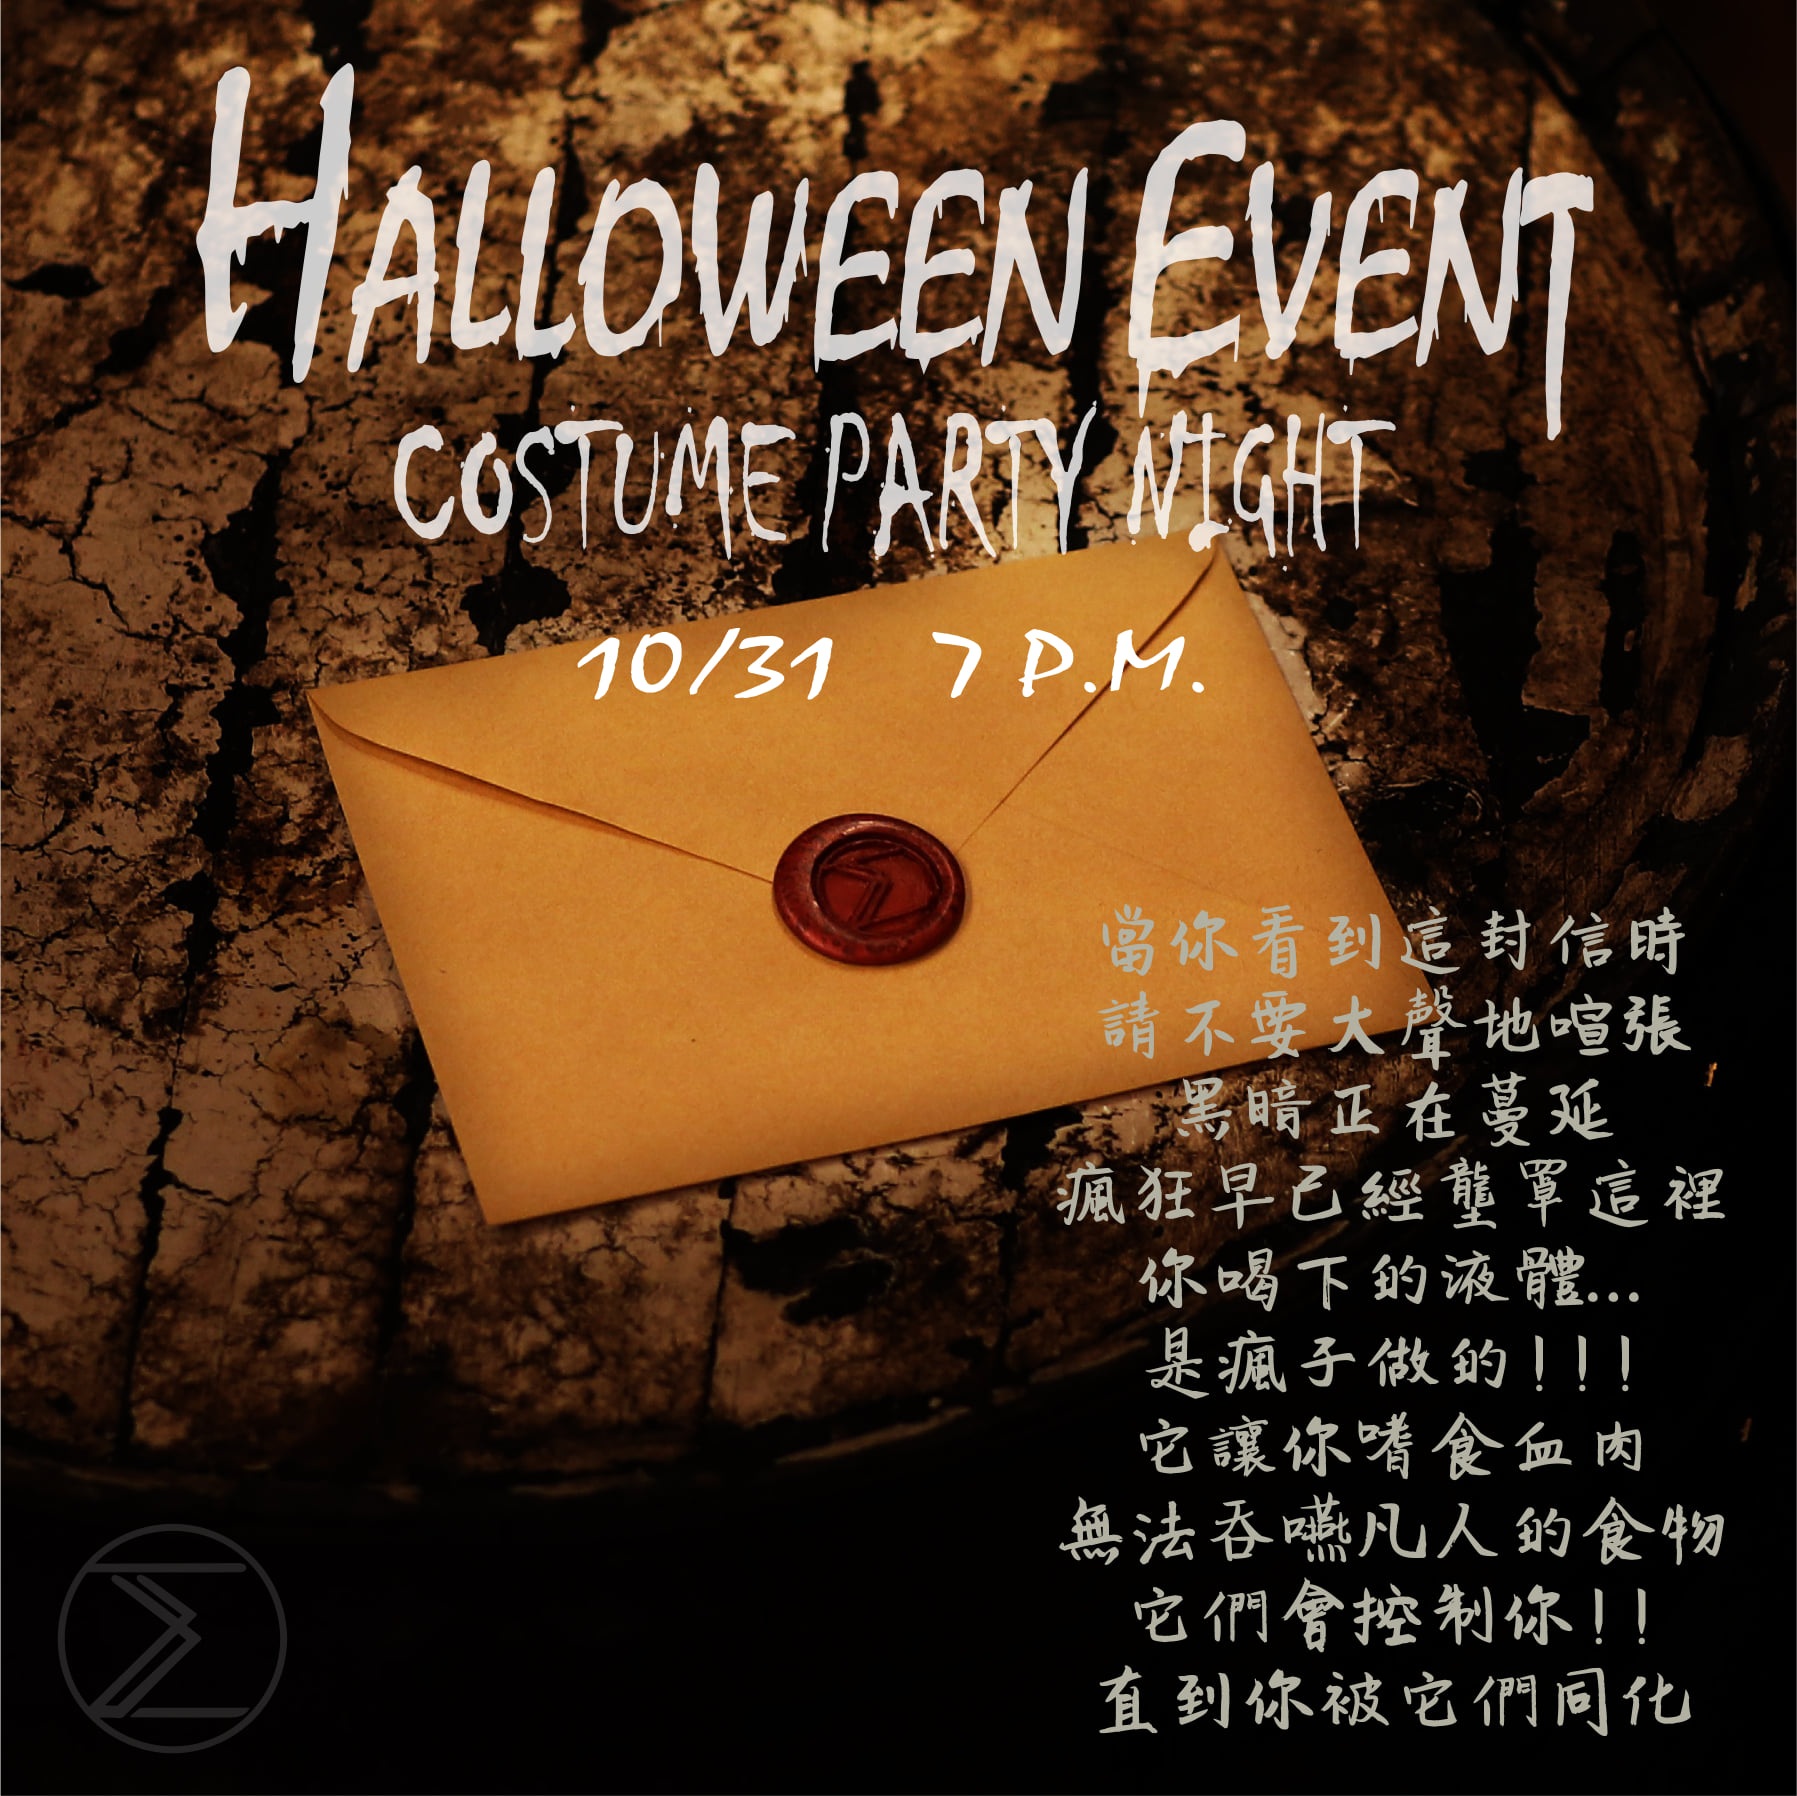 HALLOWEEN EVENT
COSTUME PARTY NIGHT
10/31 7 P.M.
當你看到這封信時
請不要大聲地喧張
黑暗正在蔓延
瘋狂早已經壟罩這裡
你喝下的液體...
是瘋子做的!!!
它讓你嗜食血肉
無法吞嚥凡人的食物
它們會控制你!!
直到你被它們同化